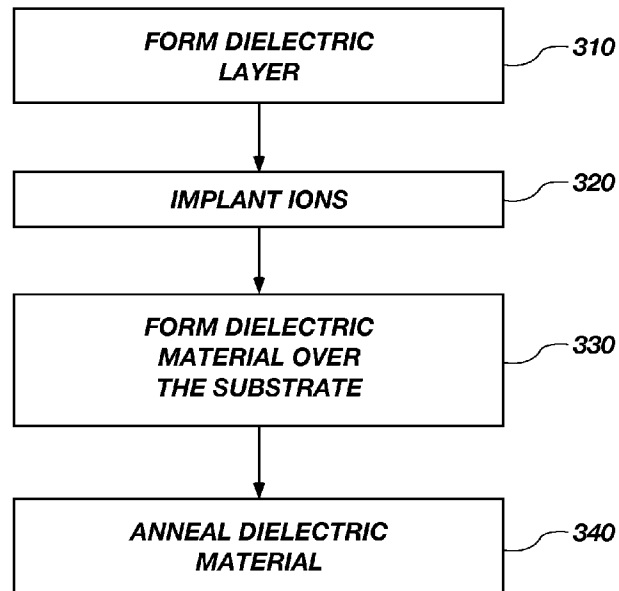 FORM DIELECTRIC
LAYER
310
IMPLANT IONS
320
FORM DIELECTRIC
MATERIAL OVER
THE SUBSTRATE
330
ANNEAL DIELECTRIC
MATERIAL
340